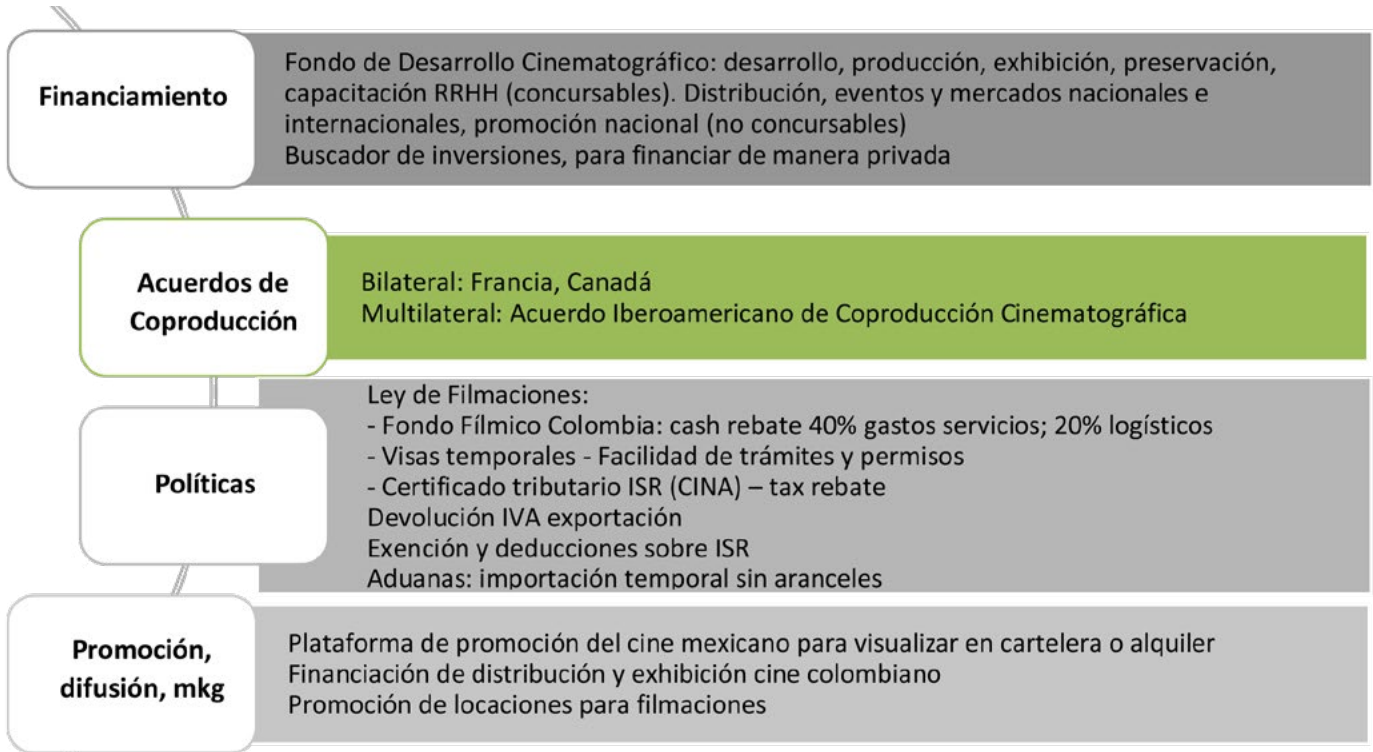 Financiamiento
Fondo de Desarrollo Cinematográfico: desarrollo, producción, exhibición, preservación,
capacitación RRHH (concursables). Distribución, eventos y mercados nacionales e
internacionales, promoción nacional (no concursables)
Buscador de inversiones, para financiar de manera privada
Acuerdos de
Coproducción
Bilateral: Francia, Canadá
Multilateral: Acuerdo Iberoamericano de Coproducción Cinematográfica
Políticas
Ley de Filmaciones:
- Fondo Fílmico Colombia: cash rebate 40% gastos servicios; 20% logísticos
- Visas temporales - Facilidad de trámites y permisos
- Certificado tributario ISR (CINA) – tax rebate
Devolución IVA exportación
Exención y deducciones sobre ISR
Aduanas: importación temporal sin aranceles
Promoción,
difusión, mkg
Plataforma de promoción del cine mexicano para visualizar en cartelera o alquiler
Financiación de distribución y exhibición cine colombiano
Promoción de locaciones para filmaciones